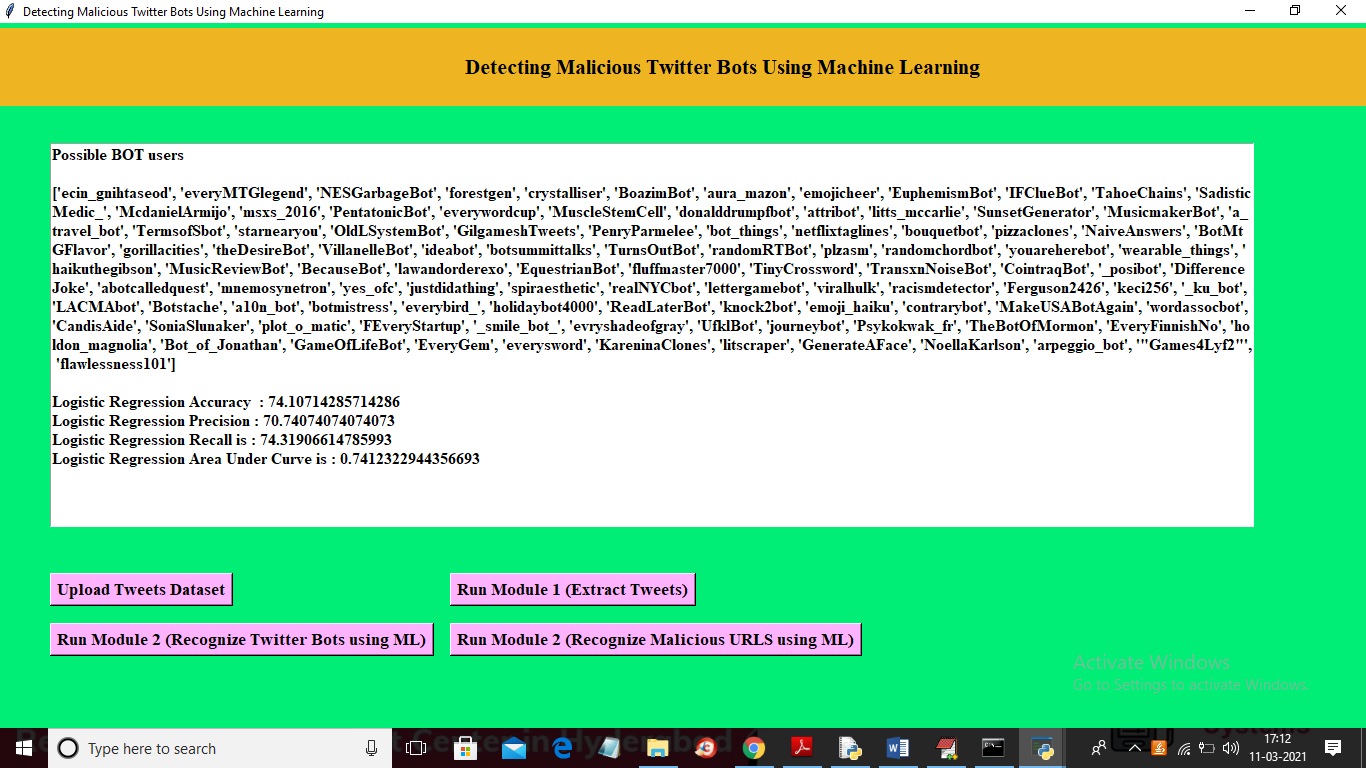 Detecting Malicious Twitter Bots Using Machine Learning
Detecting Malicious Twitter Bots Using Machine Learning
Possible BOT users
['ecin_gnihtaseod', 'everyMTGlegend', 'NESGarbageBot', 'forestgen', 'crystalliser', 'BoazimBot', 'aura_mazon', 'emojicheer', 'EuphemismBot', 'IFClueBot', 'TahoeChains', 'Sadistic
Medic_', 'McdanielArmijo', 'msxs_2016', 'PentatonicBot', 'everywordcup', 'MuscleStemCell', 'donalddrumpfbot', 'attribot', 'litts_mccarlie', 'SunsetGenerator', 'MusicmakerBot', 'a_
travel_bot', 'TermsofSbot', 'starnearyou', 'OldLSystemBot', 'GilgameshTweets', 'PenryParmelee', 'bot_things', 'netflixtaglines', 'bouquetbot', 'pizzaclones', 'NaiveAnswers', 'BotMt
GFlavor', 'gorillacities', 'theDesireBot', 'VillanelleBot', 'ideabot', 'botsummittalks', 'TurnsOutBot', 'randomRTBot', 'plzasm', 'randomchordbot', 'youareherebot', 'wearable_things', '
haikuthegibson', 'MusicReviewBot', 'BecauseBot', 'lawandorderexo', 'EquestrianBot', 'fluffmaster7000', 'TinyCrossword', 'TransxnNoiseBot', 'CointraqBot', '_posibot', 'Difference
Joke', 'abotcalledquest', 'mnemosynetron', 'yes_ofc', 'justdidathing', 'spiraesthetic', 'realNYCbot', 'lettergamebot', 'viralhulk', 'racismdetector', 'Ferguson2426', 'keci256', '_ku_bot',
'LACMAbot', 'Botstache', 'a10n_bot', 'botmistress', 'everybird_', 'holidaybot4000', 'ReadLaterBot', 'knock2bot', 'emoji_haiku', 'contrarybot', 'MakeUSABotAgain', 'wordassocbot',
'CandisAide', 'SoniaSlunaker', 'plot_o_matic', 'FEveryStartup', '_smile_bot_', 'evryshadeofgray', 'UfklBot', 'journeybot', 'Psykokwak_fr', 'TheBotOfMormon', 'EveryFinnishNo', 'ho
ldon_magnolia', 'Bot_of_Jonathan', 'GameOfLifeBot', 'EveryGem', 'everysword', 'KareninaClones', 'litscraper', 'GenerateAFace', 'NoellaKarlson', 'arpeggio_bot', '"Games4Lyf2"',
'flawlessness101']
Logistic Regression Accuracy  : 74.10714285714286
Logistic Regression Precision : 70.74074074074073
Logistic Regression Recall is : 74.31906614785993
Logistic Regression Area Under Curve is : 0.7412322944356693
Upload Tweets Dataset
Run Module 1 (Extract Tweets)
Run Module 2 (Recognize Twitter Bots using ML)
Run Module 2 (Recognize Malicious URLS using ML)
Activate Windows
Go to Settings to activate Windows.
Type here to search
17:12
11-03-2021